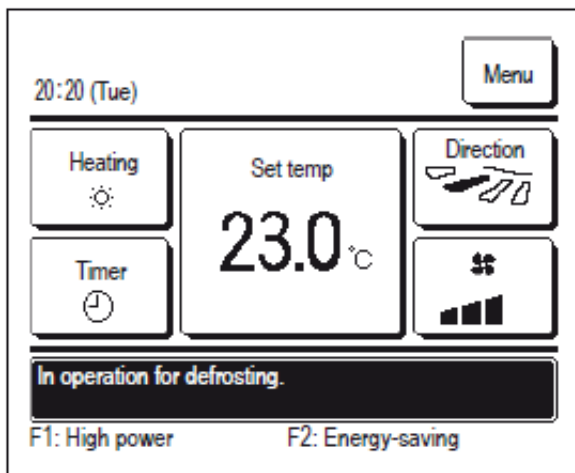 20:20 (Tue)
Menu
Heating
Set temp
Direction
23.0 °C
Timer
In operation for defrosting.
F1: High power F2: Energy-saving